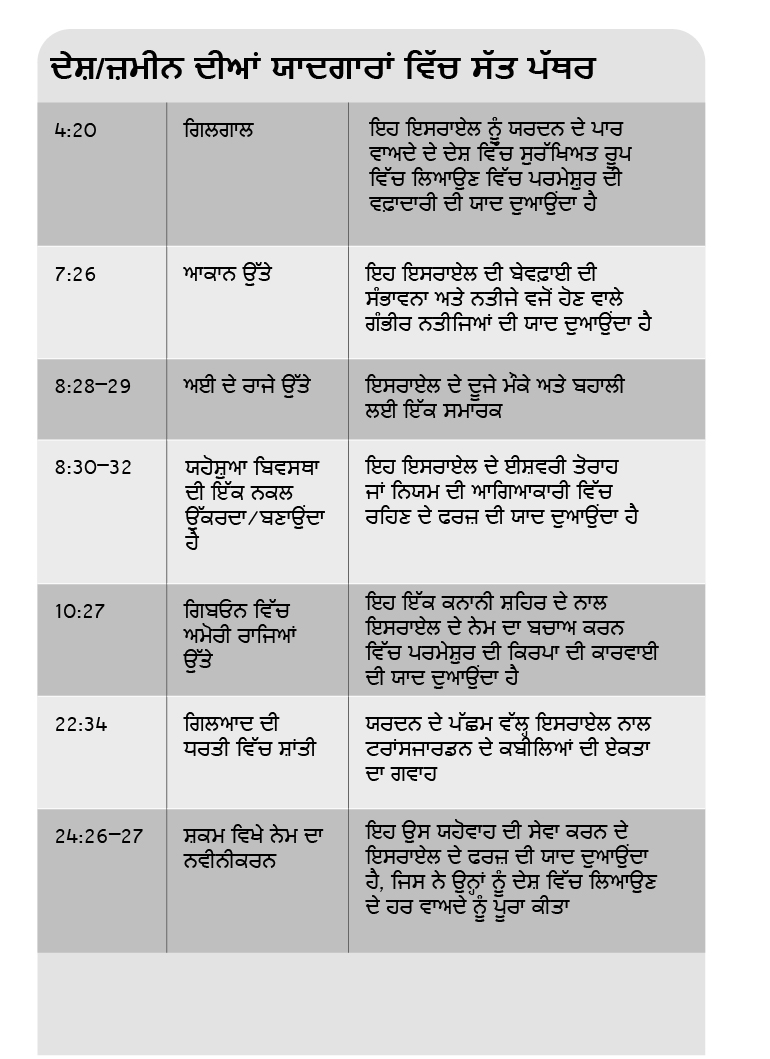 ਦੇਸ਼/ਜ਼ਮੀਨ ਦੀਆਂ ਯਾਦਗਾਰਾਂ ਵਿੱਚ ਸੱਤ ਪੱਥਰ
4:20
ਗਿਲਗਾਲ
ਇਹ ਇਸਰਾਏਲ ਨੂੰ ਯਰਦਨ ਦੇ ਪਾਰ
ਵਾਅਦੇ ਦੇ ਦੇਸ਼ ਵਿੱਚ ਸੁਰੱਖਿਅਤ ਰੂਪ
ਵਿੱਚ ਲਿਆਉਣ ਵਿੱਚ ਪਰਮੇਸ਼ੁਰ ਦੀ
ਵਫ਼ਾਦਾਰੀ ਦੀ ਯਾਦ ਦੁਆਉਂਦਾ ਹੈ
7:26
ਆਕਾਨ ਉੱਤੇ
ਇਹ ਇਸਰਾਏਲ ਦੀ ਬੇਵਫ਼ਾਈ ਦੀ
ਸੰਭਾਵਨਾ ਅਤੇ ਨਤੀਜੇ ਵਜੋਂ ਹੋਣ ਵਾਲੇ
ਗੰਭੀਰ ਨਤੀਜਿਆਂ ਦੀ ਯਾਦ ਦੁਆਉਂਦਾ ਹੈ
8:28–29
ਅਈ ਦੇ ਰਾਜੇ ਉੱਤੇ
ਇਸਰਾਏਲ ਦੇ ਦੂਜੇ ਮੌਕੇ ਅਤੇ ਬਹਾਲੀ
ਲਈ ਇੱਕ ਸਮਾਰਕ
8:30–32
ਯਹੋਸ਼ੁਆ ਬਿਵਸਥਾ
ਦੀ ਇੱਕ ਨਕਲ
ਉੱਕਰਦਾ/ਬਣਾਉਂਦਾ
ਹੈ
ਇਹ ਇਸਰਾਏਲ ਦੇ ਈਸ਼ਵਰੀ ਤੋਰਾਹ
ਜਾਂ ਨਿਯਮ ਦੀ ਆਗਿਆਕਾਰੀ ਵਿੱਚ
ਰਹਿਣ ਦੇ ਫਰਜ਼ ਦੀ ਯਾਦ ਦੁਆਉਂਦਾ ਹੈ
10:27
ਗਿਬਓਨ ਵਿੱਚ
ਅਮੋਰੀ ਰਾਜਿਆਂ
ਉੱਤੇ
ਇਹ ਇੱਕ ਕਨਾਨੀ ਸ਼ਹਿਰ ਦੇ ਨਾਲ
ਇਸਰਾਏਲ ਦੇ ਨੇਮ ਦਾ ਬਚਾਅ ਕਰਨ
ਵਿੱਚ ਪਰਮੇਸ਼ੁਰ ਦੀ ਕਿਰਪਾ ਦੀ ਕਾਰਵਾਈ
ਦੀ ਯਾਦ ਦੁਆਉਂਦਾ ਹੈ
22:34
ਗਿਲਆਦ ਦੀ
ਧਰਤੀ ਵਿੱਚ ਸ਼ਾਂਤੀ
ਯਰਦਨ ਦੇ ਪੱਛਮ ਵੱਲ੍ਹ ਇਸਰਾਏਲ ਨਾਲ
ਟਰਾਂਸਜਾਰਡਨ ਦੇ ਕਬੀਲਿਆਂ ਦੀ ਏਕਤਾ
ਦਾ ਗਵਾਹ
24:26–27
ਸ਼ਕਮ ਵਿਖੇ ਨੇਮ ਦਾ
ਨਵੀਨੀਕਰਨ
ਇਹ ਉਸ ਯਹੋਵਾਹ ਦੀ ਸੇਵਾ ਕਰਨ ਦੇ
ਇਸਰਾਏਲ ਦੇ ਫਰਜ਼ ਦੀ ਯਾਦ ਦੁਆਉਂਦਾ
ਹੈ, ਜਿਸ ਨੇ ਉਨ੍ਹਾਂ ਨੂੰ ਦੇਸ਼ ਵਿੱਚ ਲਿਆਉਣ
ਦੇ ਹਰ ਵਾਅਦੇ ਨੂੰ ਪੂਰਾ ਕੀਤਾ